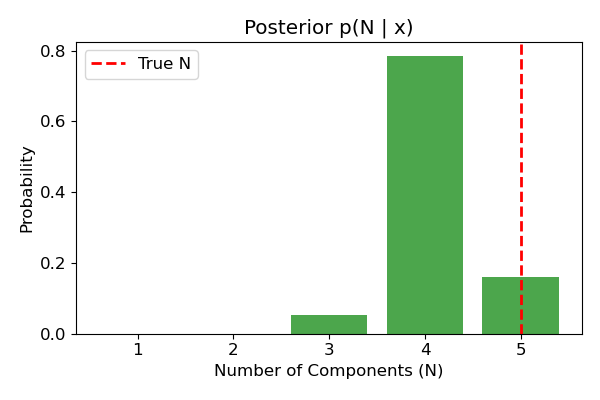 Posterior p(N | x)
True N
Probability
0.8
0.6
0.4
0.2
0.0
1 2 3 4 5
Number of Components (N)